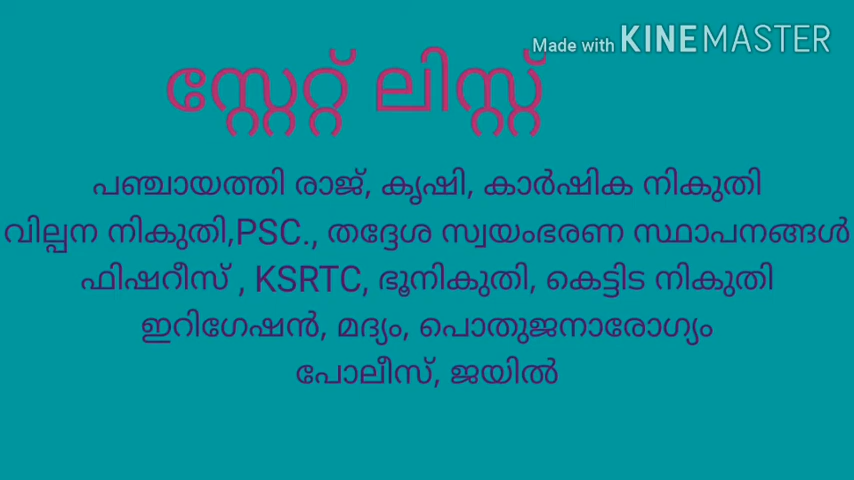 Made with KINEMASTER
സ്റ്റേറ്റ് ലിസ്റ്റ്
പഞ്ചായത്തി രാജ്, കൃഷി, കാർഷിക നികുതി
വില്പന നികുതി,PSC., തദ്ദേശ സ്വയംഭരണ സ്ഥാപനങ്ങൾ
ഫിഷറീസ് , KSRTC, ഭൂനികുതി, കെട്ടിട നികുതി
ഇറിഗേഷൻ, മദ്യം, പൊതുജനാരോഗ്യം
പോലീസ്, ജയിൽ